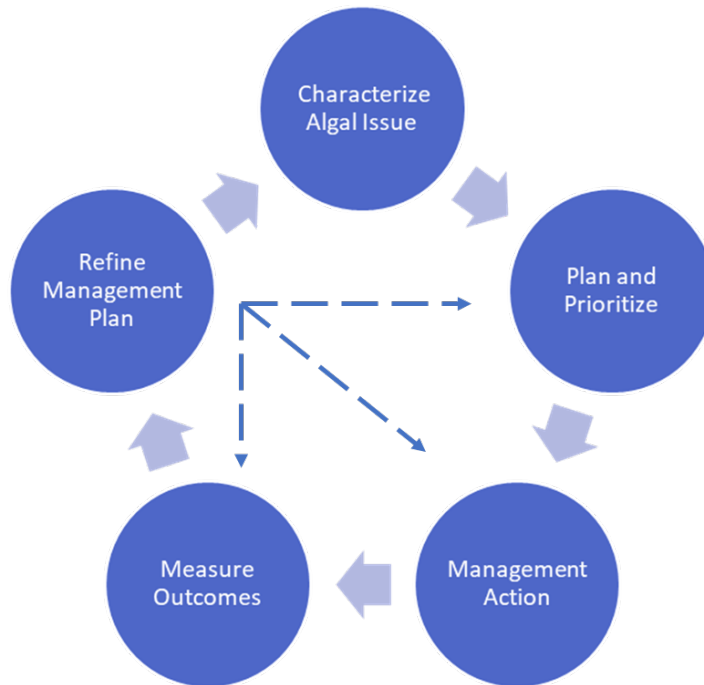 Characterize
Algal Issue
Plan and
Prioritize
Management
Action
Measure
Outcomes
Refine
Management
Plan